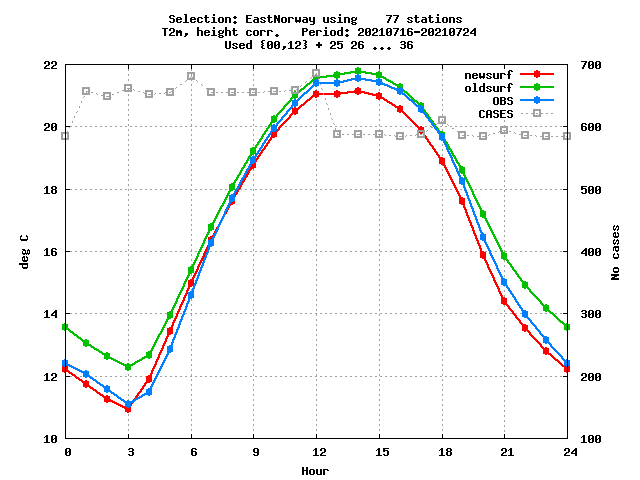 Selection: EastNorway using    77 stations
T2m, height corr.   Period: 20210716-20210724
Used {00,12} + 25 26 ... 36
22
20
18
16
14
12
10
700
600
500
400
300
200
100
newsurf
oldsurf
OBS
CASES
deg C
No cases
0 3 6 9 12 15 18 21 24
Hour